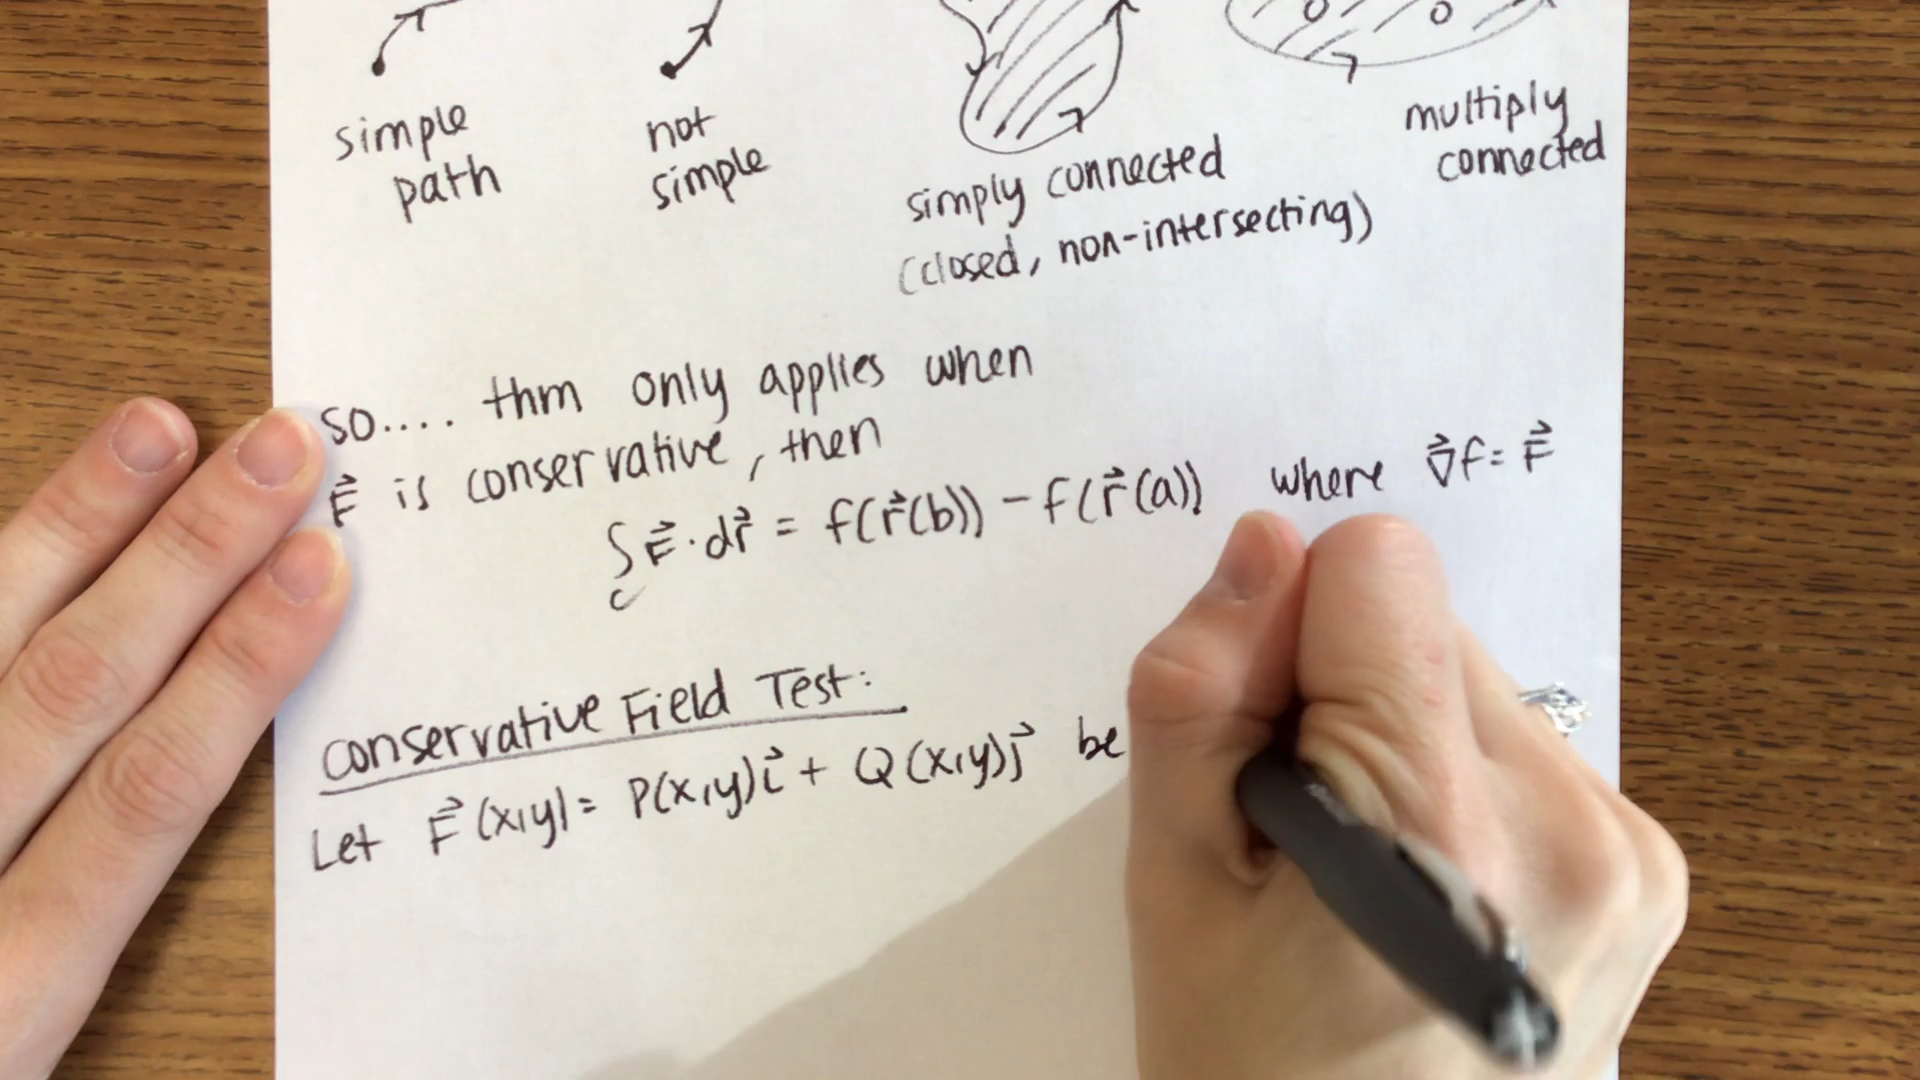 simple path
not simple
simply connected
(closed, non-intersecting)
multiply connected
so.... thm only applies when
F⃗ is conservative, then
∫_C F⃗·dr⃗ = f(r⃗(b)) - f(r⃗(a)) where ∇⃗f = F⃗
Conservative Field Test:
Let F⃗(x,y) = P(x,y)i⃗ + Q(x,y)j⃗ be